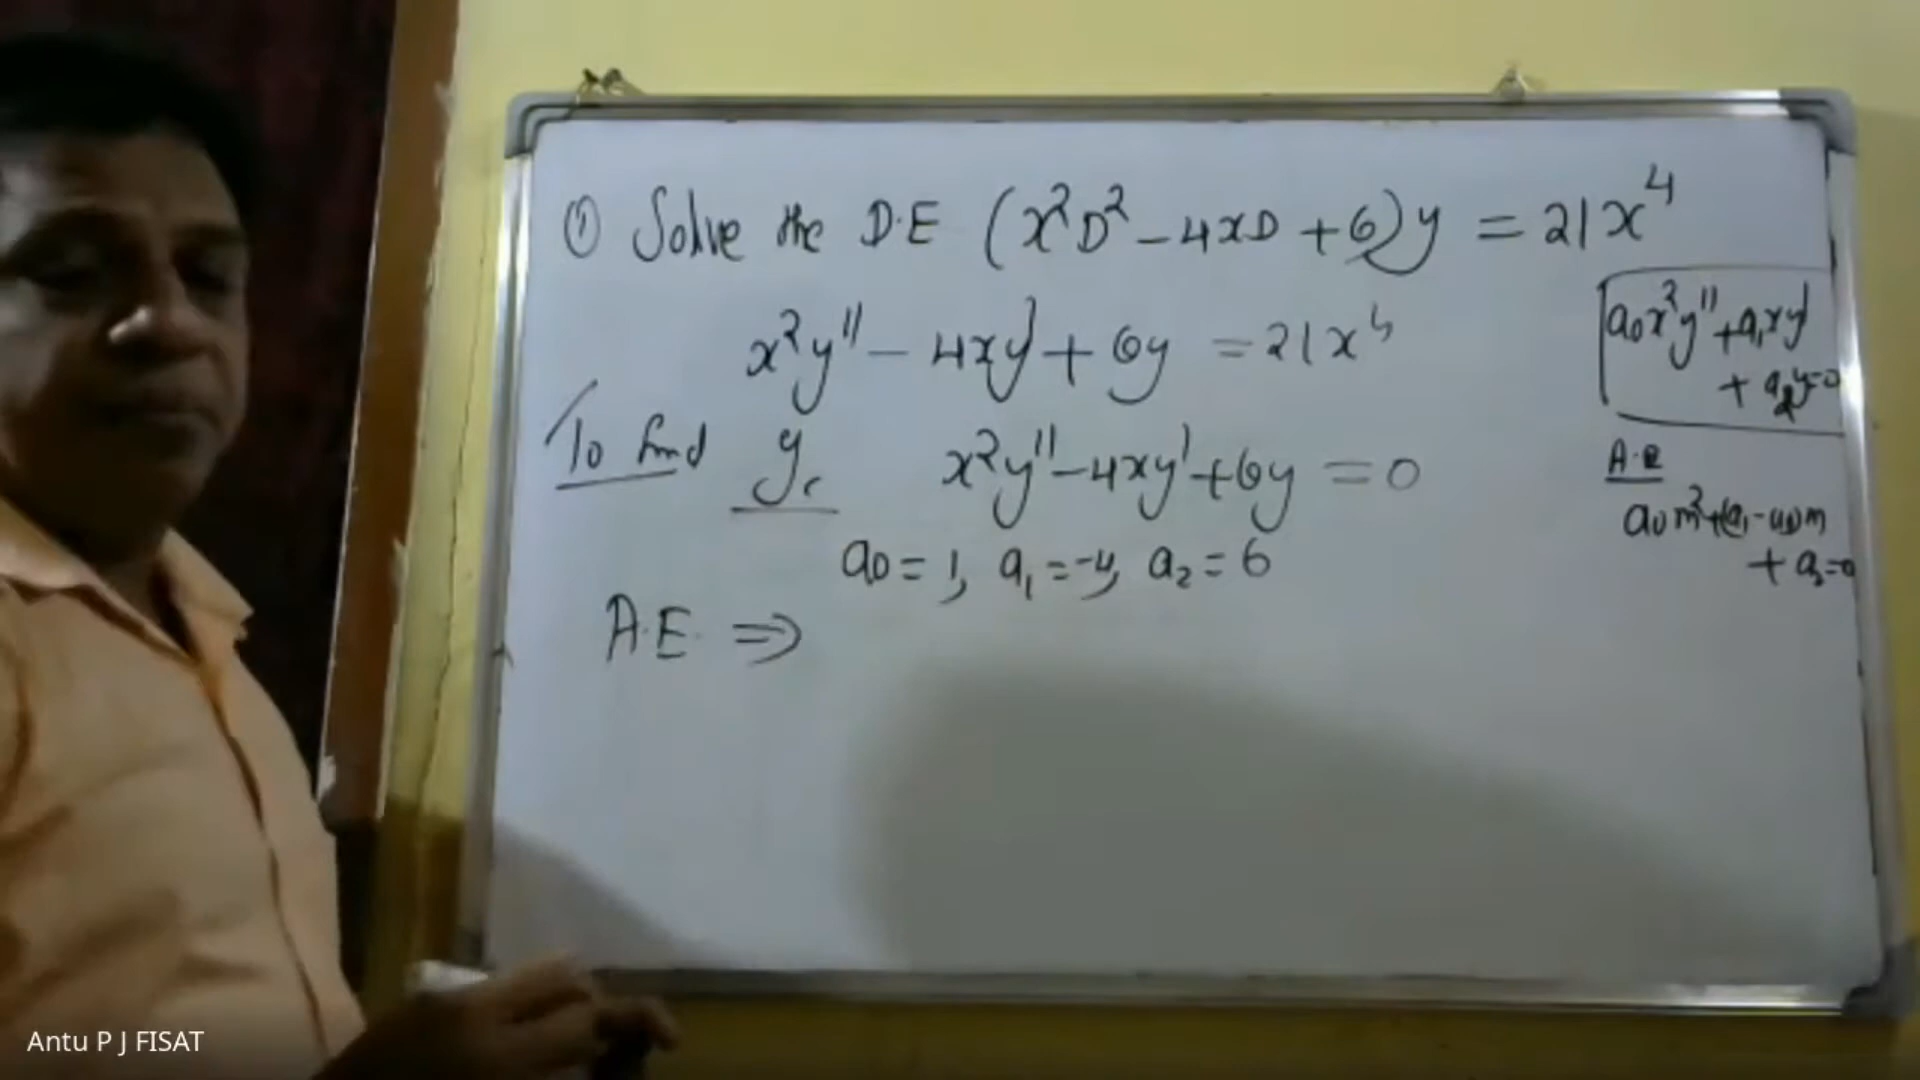 ① Solve the D.E (x²D² - 4xD + 6)y = 21x⁴
x²y'' - 4xy' + 6y = 21x⁴
a₀x²y'' + a₁xy'
+ a₂y = 0
To find y_c x²y'' - 4xy' + 6y = 0
A.E
a₀m² + (a₁ - a₀)m
+ a₂ = 0
a₀ = 1, a₁ = -4, a₂ = 6
A.E. ⇒
Antu P J FISAT